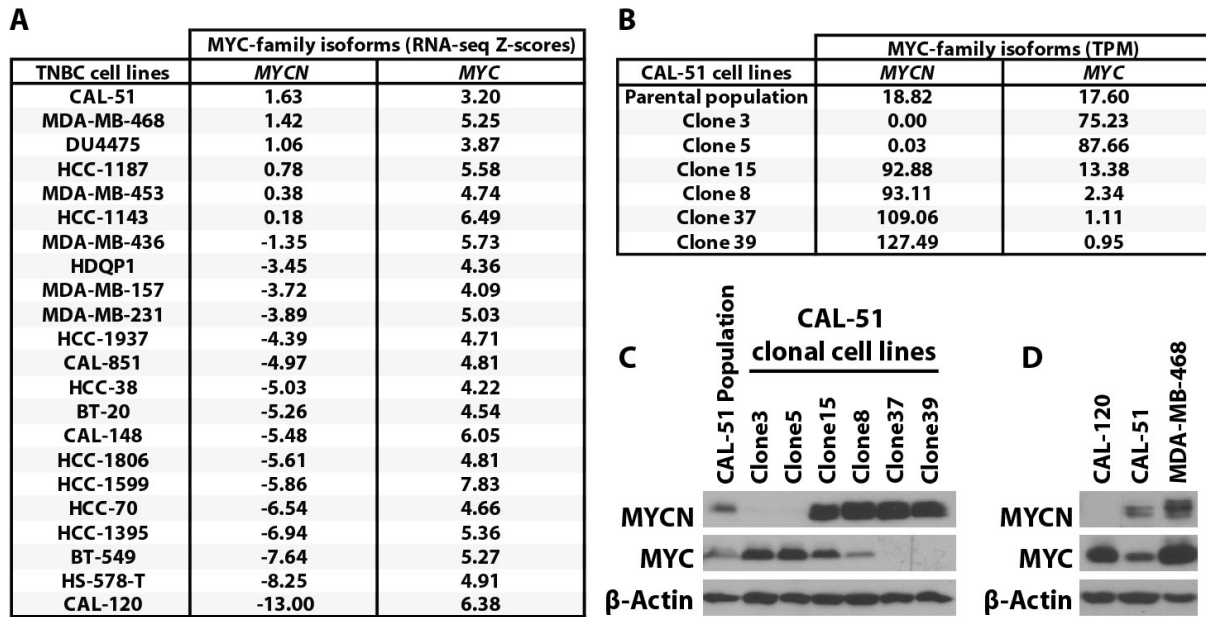 A
MYC-family isoforms (RNA-seq Z-scores)
TNBC cell lines MYCN MYC
CAL-51 1.63 3.20
MDA-MB-468 1.42 5.25
DU4475 1.06 3.87
HCC-1187 0.78 5.58
MDA-MB-453 0.38 4.74
HCC-1143 0.18 6.49
MDA-MB-436 -1.35 5.73
HDQP1 -3.45 4.36
MDA-MB-157 -3.72 4.09
MDA-MB-231 -3.89 5.03
HCC-1937 -4.39 4.71
CAL-851 -4.97 4.81
HCC-38 -5.03 4.22
BT-20 -5.26 4.54
CAL-148 -5.48 6.05
HCC-1806 -5.61 4.81
HCC-1599 -5.86 7.83
HCC-70 -6.54 4.66
HCC-1395 -6.94 5.36
BT-549 -7.64 5.27
HS-578-T -8.25 4.91
CAL-120 -13.00 6.38
B
MYC-family isoforms (TPM)
CAL-51 cell lines MYCN MYC
Parental population 18.82 17.60
Clone 3 0.00 75.23
Clone 5 0.03 87.66
Clone 15 92.88 13.38
Clone 8 93.11 2.34
Clone 37 109.06 1.11
Clone 39 127.49 0.95
C
CAL-51
clonal cell lines
CAL-51 Population
Clone3
Clone5
Clone15
Clone8
Clone37
Clone39
MYCN
MYC
β-Actin
D
CAL-120
CAL-51
MDA-MB-468
MYCN
MYC
β-Actin